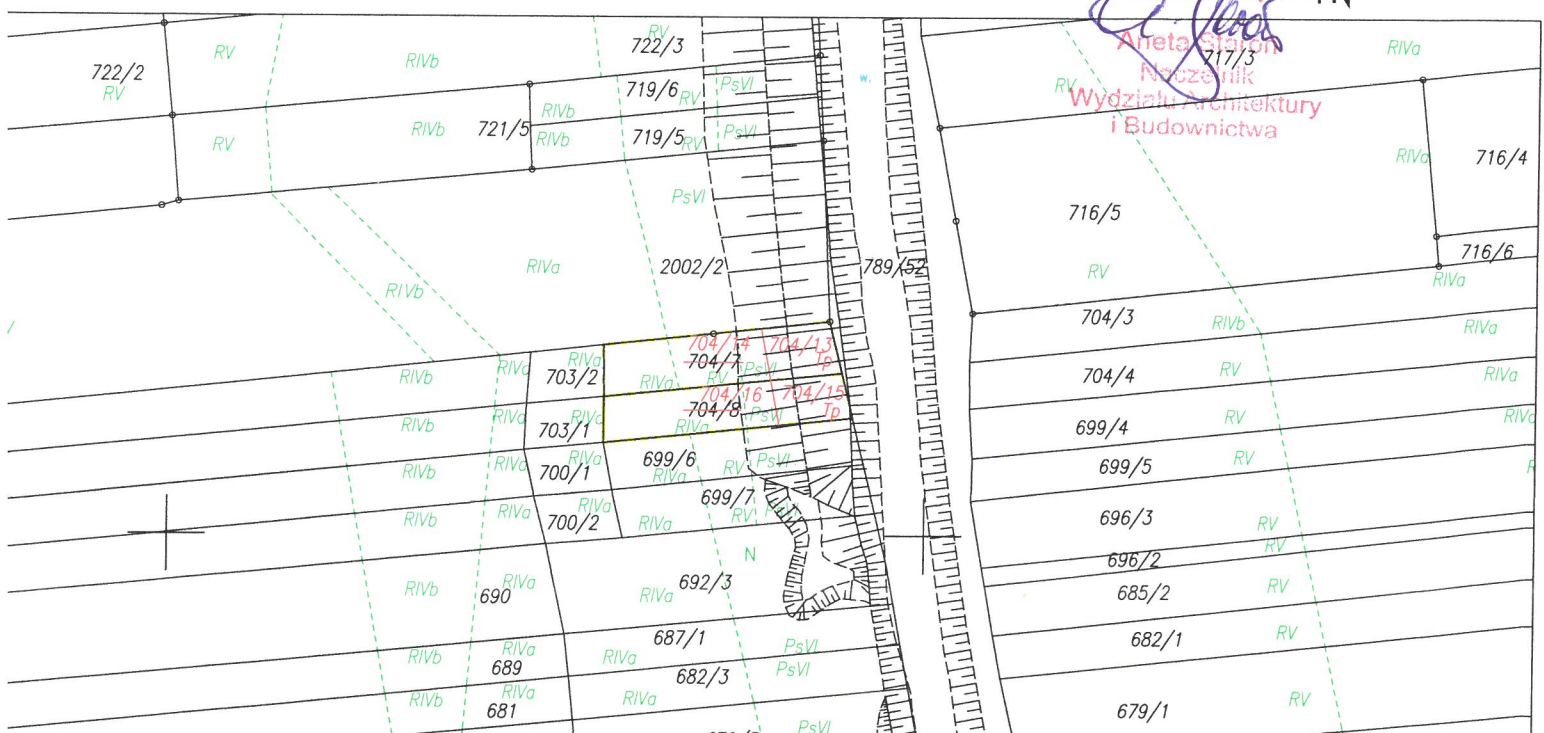 Aneta Staroń
Naczelnik
Wydziału Architektury
i Budownictwa
RV
722/3
RV
RIVb
RIVa
717/3
722/2
RV
w.
719/6
RV
PsVI
RV
RIVb
RV
RIVb
721/5
RIVb
719/5
RV
PsVI
RIVa
716/4
PsVI
716/5
716/6
RIVa
2002/2
789/52
RV
RIVa
RIVb
704/3
RIVb
RIVa
704/14
704/13
704/7
Tp
RIVa
RIVa
703/2
RIVb
RIVa
RV
PsVI
704/4
RV
RIVa
704/16
704/15
704/8
PsVI
Tp
RIVa
RIVb
RIVa
RIVa
703/1
699/4
RV
RIVa
RIVb
RIVa
RIVa
700/1
699/6
RIVa
RV
PsVI
699/5
RV
R
699/7
RIVb
RIVa
RIVa
700/2
RIVa
RV
PsVI
696/3
RV
RV
N
696/2
RIVb
RIVa
690
RIVa
692/3
685/2
RV
687/1
PsVI
682/1
RV
RIVb
RIVa
689
RIVa
682/3
PsVI
RIVb
RIVa
681
RIVa
679/1
RV
PsVI